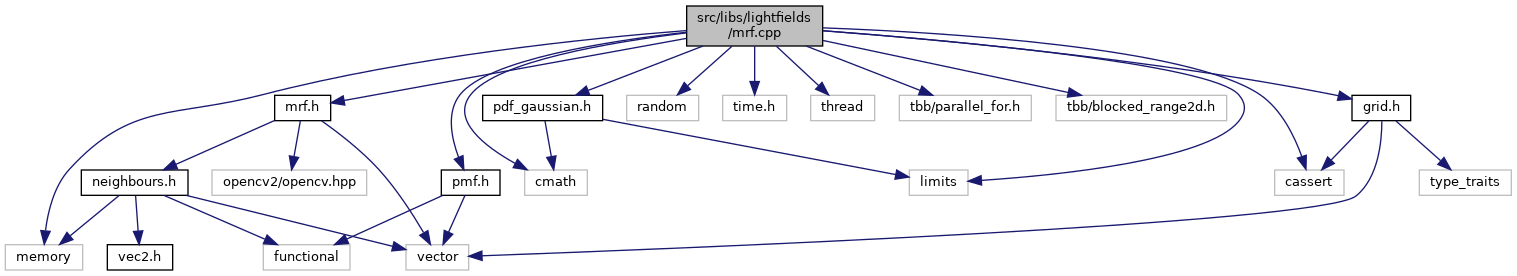 src/libs/lightfields
/mrf.cpp
mrf.h
pdf_gaussian.h
random
time.h
thread
tbb/parallel_for.h
tbb/blocked_range2d.h
grid.h
neighbours.h
opencv2/opencv.hpp
pmf.h
cmath
limits
cassert
type_traits
memory
vec2.h
functional
vector